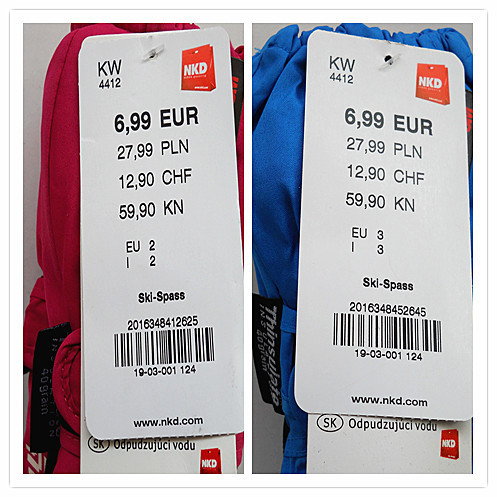 KW
4412
NKD
6,99 EUR
27,99 PLN
12,90 CHF
59,90 KN
EU 2
I 2
Ski-Spass
2016348412625
19-03-001 124
www.nkd.com
SK Odpudzujúci vodu
NKD
40gram
KW
4412
NKD
6,99 EUR
27,99 PLN
12,90 CHF
59,90 KN
EU 3
I 3
Ski-Spass
2016348452645
19-03-001 124
www.nkd.com
SK Odpudzujúci vodu
NKD
Thinsulate
40gram